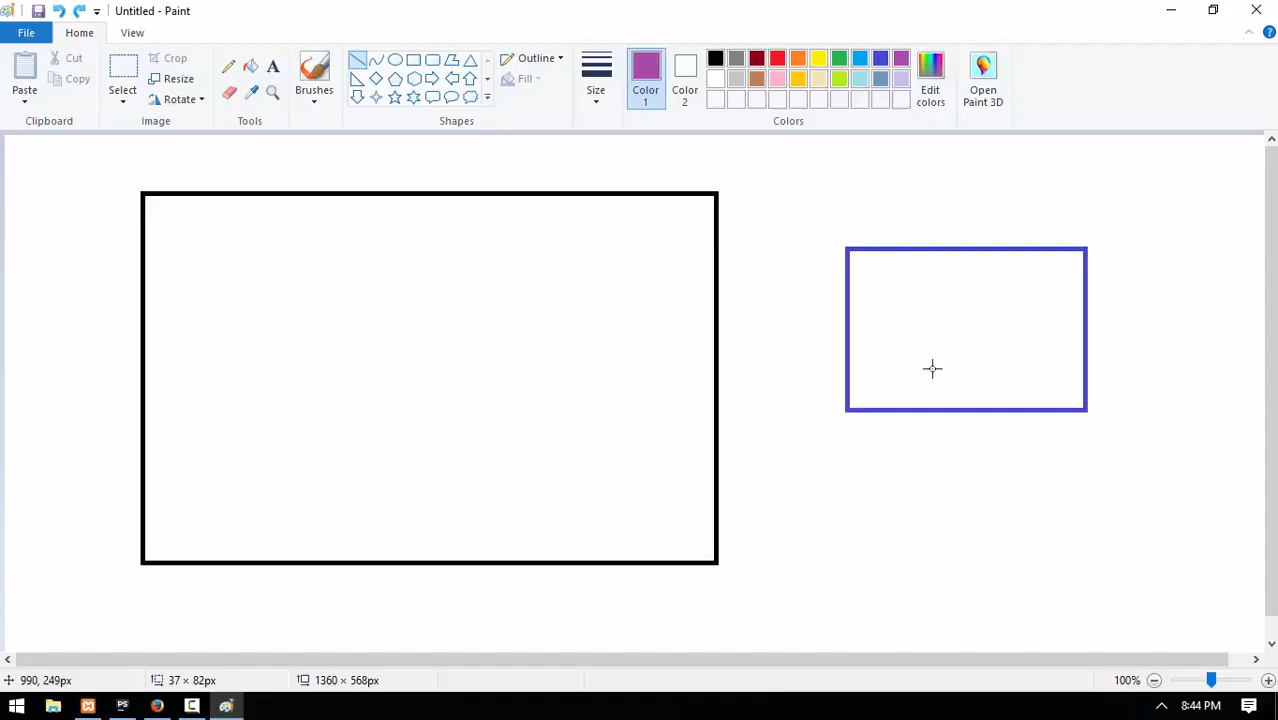 Untitled - Paint
File
Home
View
Paste
Cut
Copy
Clipboard
Select
Crop
Resize
Rotate
Image
A
Tools
Brushes
Outline
Fill
Shapes
Size
Color
1
Color
2
Edit
colors
Colors
Open
Paint 3D
990, 249px
37 × 82px
1360 × 568px
100%
Ps
8:44 PM